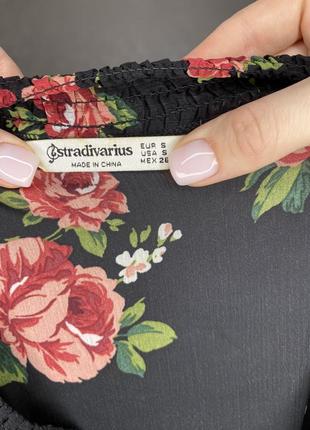 stradivarius
MADE IN CHINA
EUR S
USA S
MEX 26